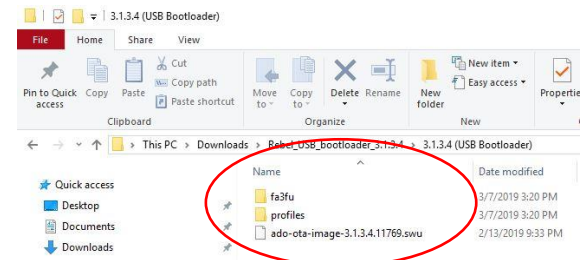 3.1.3.4 (USB Bootloader)
File Home Share View
Pin to Quick access
Copy
Paste
Cut
Copy path
Paste shortcut
Move to
Copy to
Delete
Rename
New folder
New item
Easy access
Propertie
Clipboard
Organize
New
This PC > Downloads > Rebel_USB_bootloader_3.1.3.4 > 3.1.3.4 (USB Bootloader)
Name Date modified
Quick access
Desktop
Documents
Downloads
fa3fu 3/7/2019 3:20 PM
profiles 3/7/2019 3:20 PM
ado-ota-image-3.1.3.4.11769.swu 2/13/2019 9:33 PM